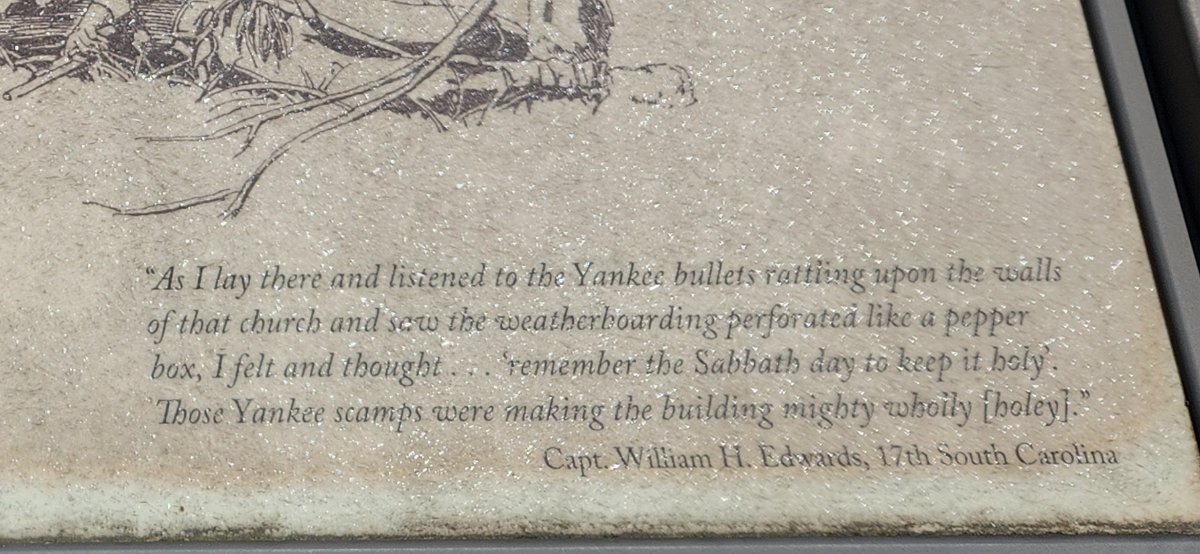 “As I lay there and listened to the Yankee bullets rattling upon the walls
of that church and saw the weatherboarding perforated like a pepper
box, I felt and thought . . . ‘remember the Sabbath day to keep it holy’.
Those Yankee scamps were making the building mighty wholly [holey].”
Capt. William H. Edwards, 17th South Carolina